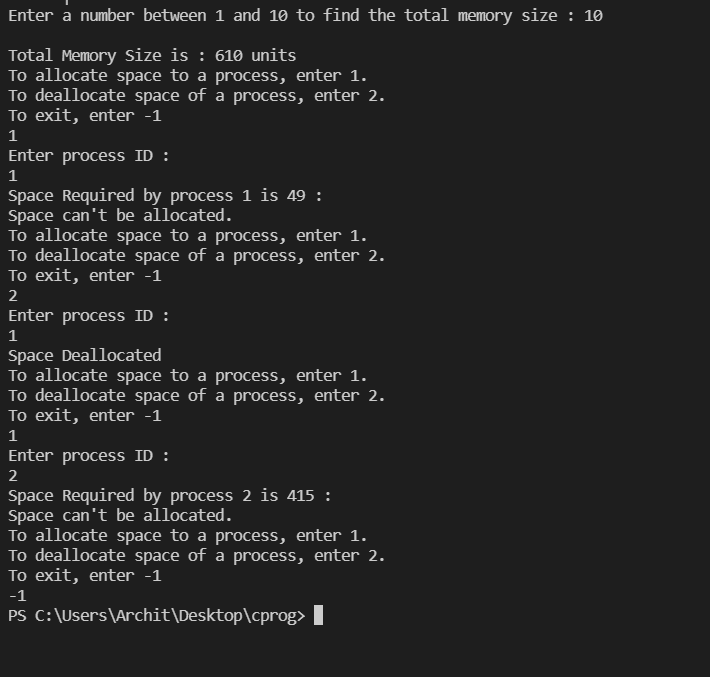 Enter a number between 1 and 10 to find the total memory size : 10
Total Memory Size is : 610 units
To allocate space to a process, enter 1.
To deallocate space of a process, enter 2.
To exit, enter -1
1
Enter process ID :
1
Space Required by process 1 is 49 :
Space can't be allocated.
To allocate space to a process, enter 1.
To deallocate space of a process, enter 2.
To exit, enter -1
2
Enter process ID :
1
Space Deallocated
To allocate space to a process, enter 1.
To deallocate space of a process, enter 2.
To exit, enter -1
1
Enter process ID :
2
Space Required by process 2 is 415 :
Space can't be allocated.
To allocate space to a process, enter 1.
To deallocate space of a process, enter 2.
To exit, enter -1
-1
PS C:\Users\Archit\Desktop\cprog>